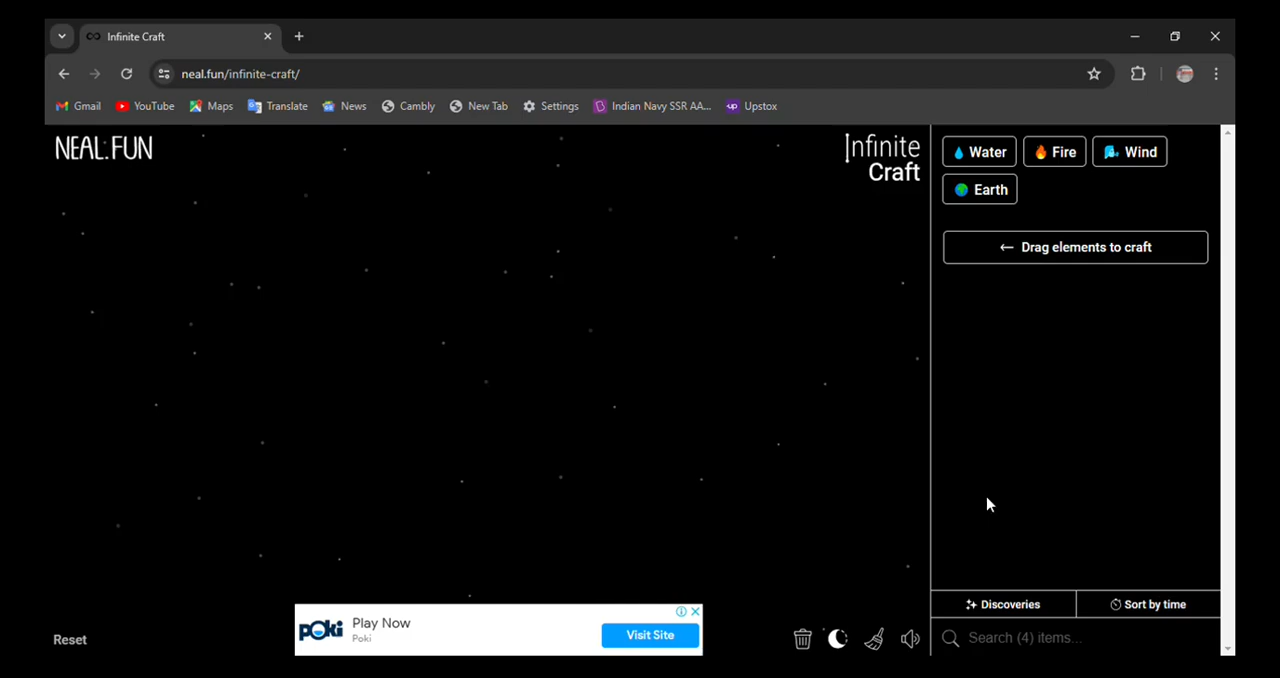 Infinite Craft
neal.fun/infinite-craft/
Gmail YouTube Maps Translate News Cambly New Tab Settings Indian Navy SSR AA... Upstox
NEAL.FUN
Infinite
Craft
Water Fire Wind
Earth
← Drag elements to craft
Play Now
Poki
poki
Visit Site
Reset
Discoveries Sort by time
Search (4) items...